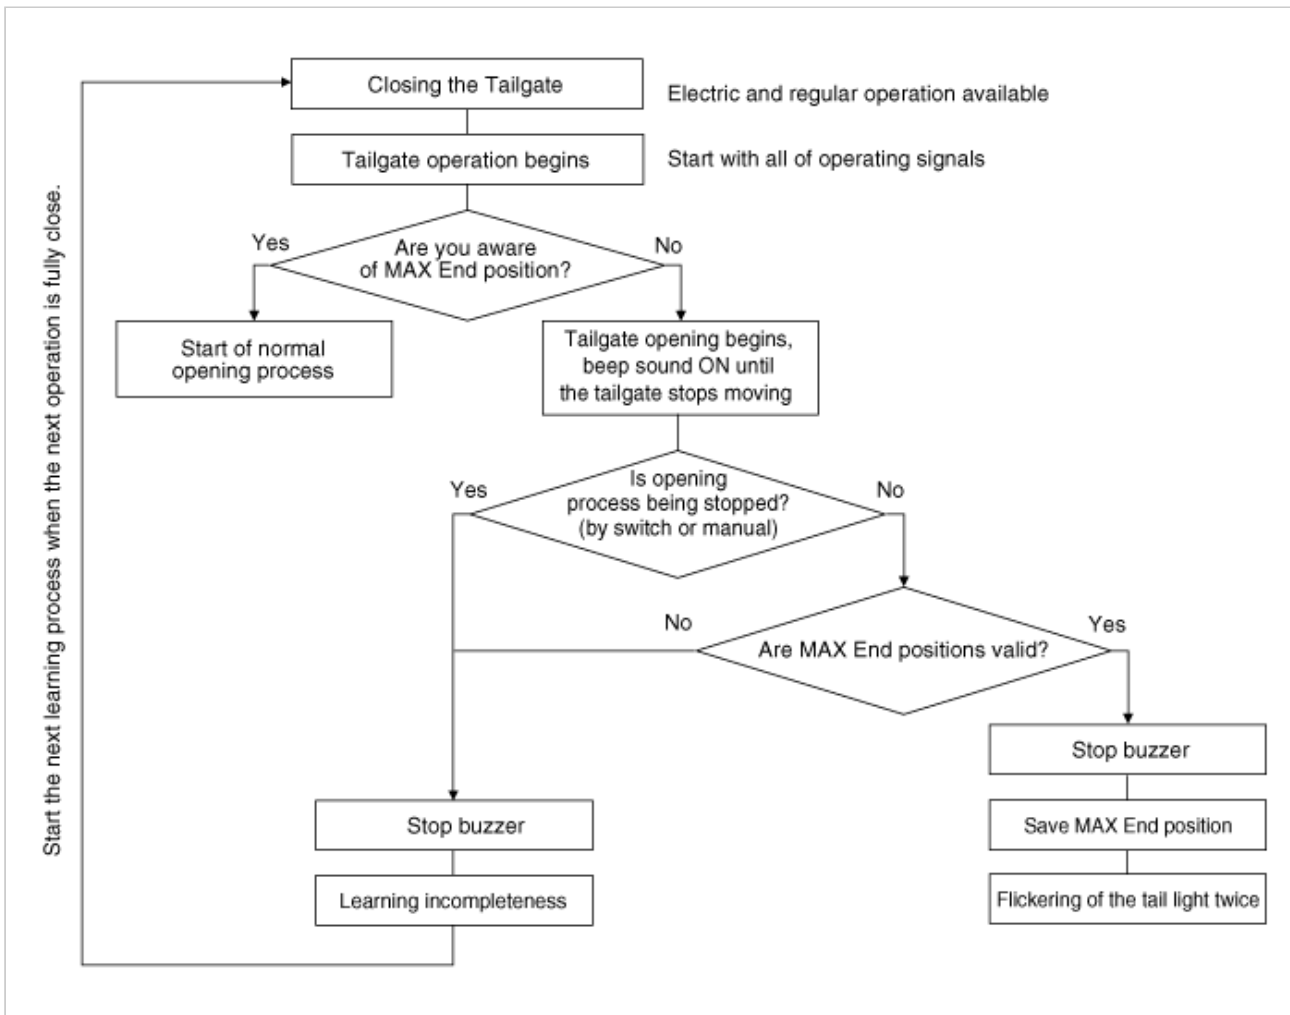 Closing the Tailgate
Electric and regular operation available
Tailgate operation begins
Start with all of operating signals
Start the next learning process when the next operation is fully close.
Yes
Are you aware
of MAX End position?
No
Start of normal
opening process
Tailgate opening begins,
beep sound ON until
the tailgate stops moving
Yes
Is opening
process being stopped?
(by switch or manual)
No
No
Are MAX End positions valid?
Yes
Stop buzzer
Save MAX End position
Flickering of the tail light twice
Stop buzzer
Learning incompleteness